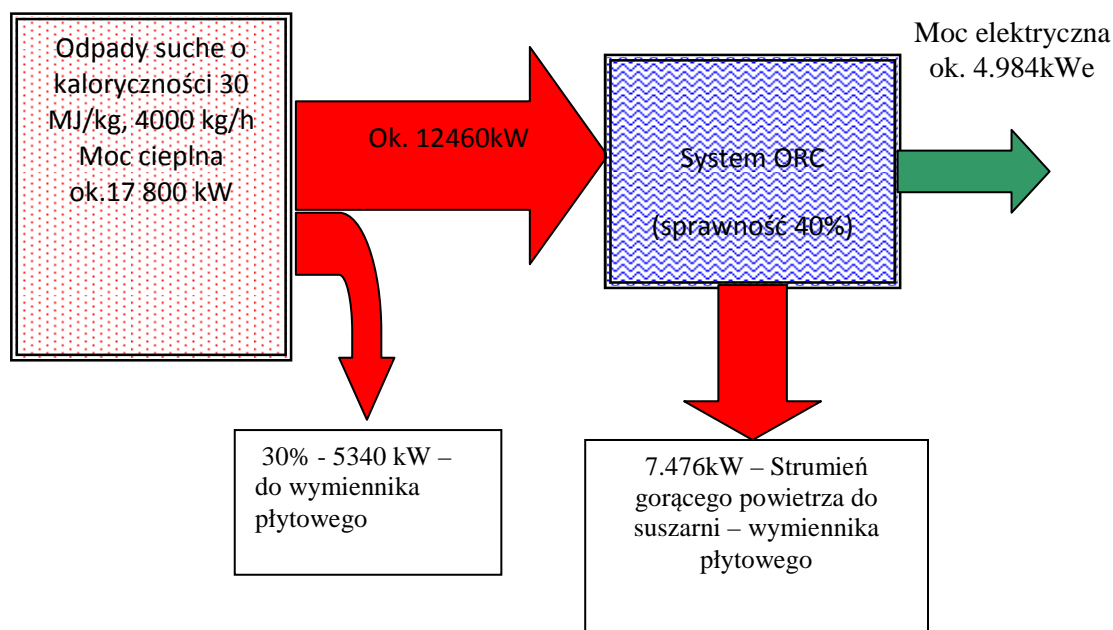 Odpady suche o
kaloryczności 30
MJ/kg, 4000 kg/h
Moc cieplna
ok.17 800 kW
Ok. 12460kW
System ORC
(sprawność 40%)
Moc elektryczna
ok. 4.984kWe
30% - 5340 kW –
do wymiennika
płytowego
7.476kW – Strumień
gorącego powietrza do
suszarni – wymiennika
płytowego